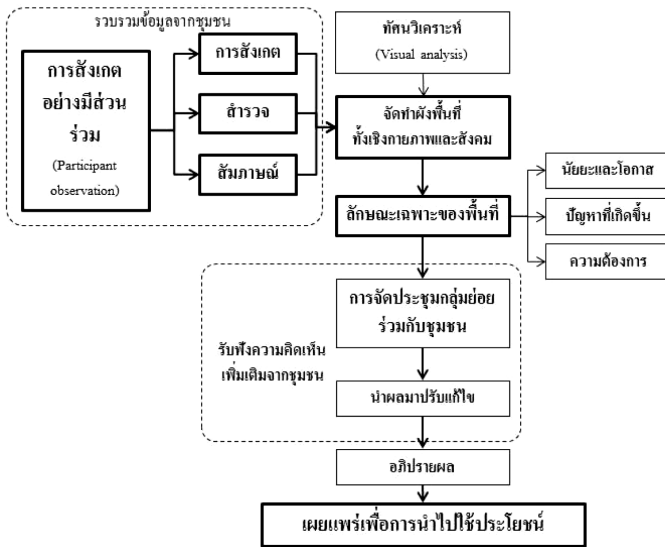 รวบรวมข้อมูลจากชุมชน
การสังเกต
อย่างมีส่วน
ร่วม
(Participant
observation)
การสังเกต
สำรวจ
สัมภาษณ์
ทัศนวิเคราะห์
(Visual analysis)
จัดทำผังพื้นที่
ทั้งเชิงกายภาพและสังคม
ลักษณะเฉพาะของพื้นที่
นัยยะและโอกาส
ปัญหาที่เกิดขึ้น
ความต้องการ
รับฟังความคิดเห็น
เพิ่มเติมจากชุมชน
การจัดประชุมกลุ่มย่อย
ร่วมกับชุมชน
นำผลมาปรับแก้ไข
อภิปรายผล
เผยแพร่เพื่อการนำไปใช้ประโยชน์